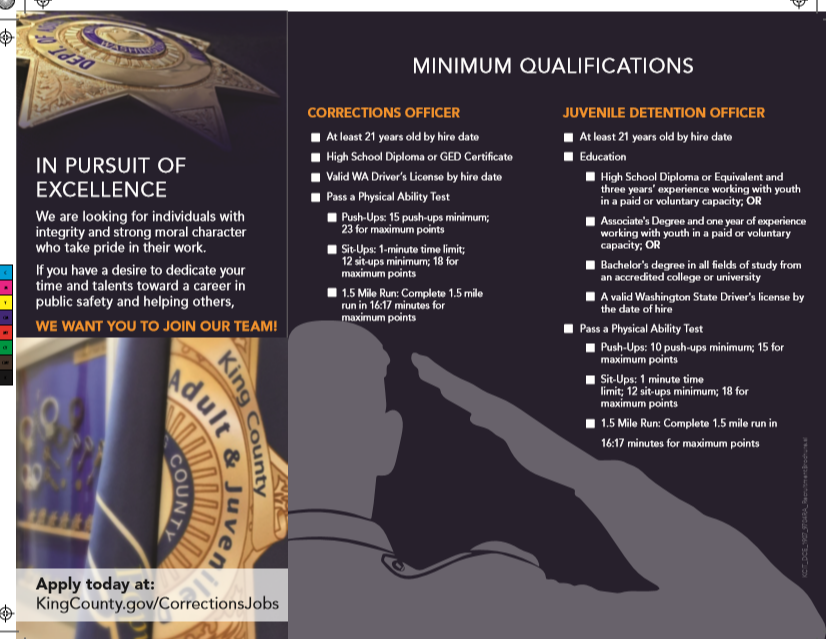 DEPT. OF
WASHINGTON
IN PURSUIT OF
EXCELLENCE
We are looking for individuals with
integrity and strong moral character
who take pride in their work.
If you have a desire to dedicate your
time and talents toward a career in
public safety and helping others,
WE WANT YOU TO JOIN OUR TEAM!
King County
Adult & Juvenile
COUNTY
Apply today at:
KingCounty.gov/CorrectionsJobs
MINIMUM QUALIFICATIONS
CORRECTIONS OFFICER
At least 21 years old by hire date
High School Diploma or GED Certificate
Valid WA Driver's License by hire date
Pass a Physical Ability Test
Push-Ups: 15 push-ups minimum;
23 for maximum points
Sit-Ups: 1-minute time limit;
12 sit-ups minimum; 18 for
maximum points
1.5 Mile Run: Complete 1.5 mile
run in 16:17 minutes for
maximum points
JUVENILE DETENTION OFFICER
At least 21 years old by hire date
Education
High School Diploma or Equivalent and
three years' experience working with youth
in a paid or voluntary capacity; OR
Associate's Degree and one year of experience
working with youth in a paid or voluntary
capacity; OR
Bachelor's degree in all fields of study from
an accredited college or university
A valid Washington State Driver's license by
the date of hire
Pass a Physical Ability Test
Push-Ups: 10 push-ups minimum; 15 for
maximum points
Sit-Ups: 1 minute time
limit; 12 sit-ups minimum; 18 for
maximum points
1.5 Mile Run: Complete 1.5 mile run in
16:17 minutes for maximum points